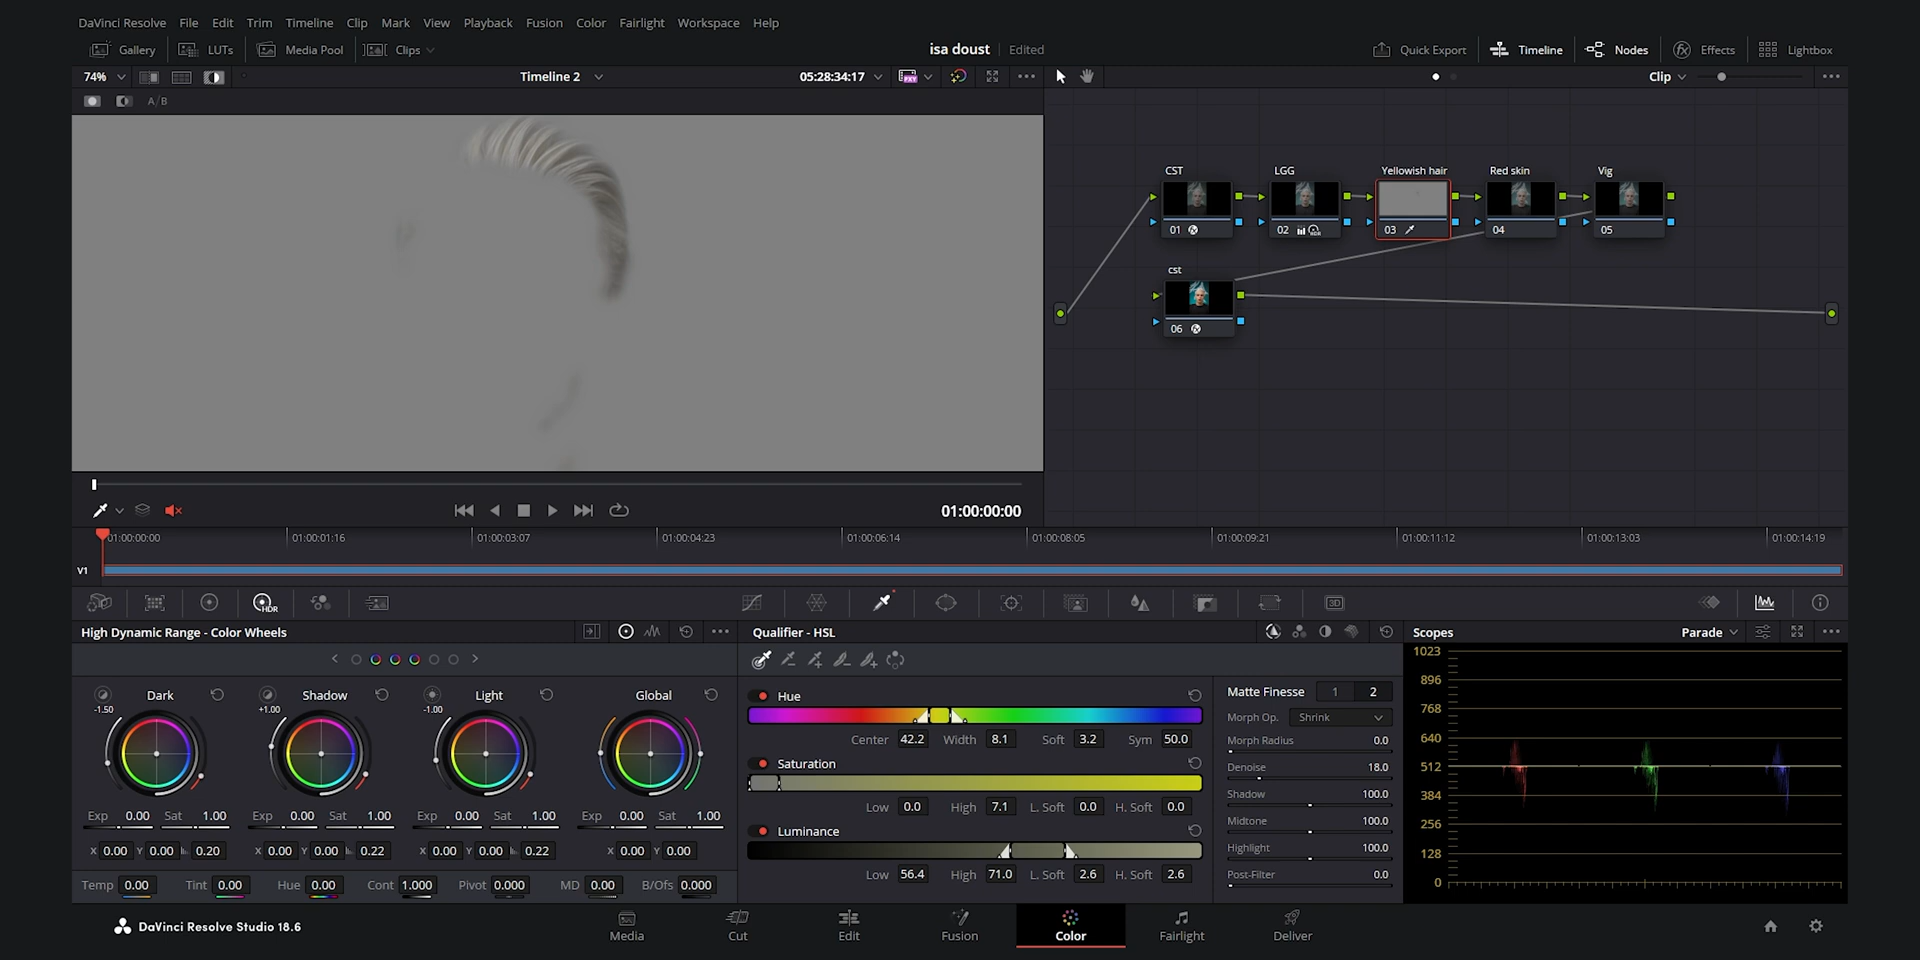 DaVinci Resolve File Edit Trim Timeline Clip Mark View Playback Fusion Color Fairlight Workspace Help
Gallery LUTs Media Pool Clips isa doust Edited Quick Export Timeline Nodes Effects Lightbox
74% Timeline 2 05:28:34:17 Clip
A/B
CST LGG Yellowish hair Red skin Vig
01 02 HDR 03 04 05
cst
06
01:00:00:00
01:00:00:00 01:00:01:16 01:00:03:07 01:00:04:23 01:00:06:14 01:00:08:05 01:00:09:21 01:00:11:12 01:00:13:03 01:00:14:19
V1
HDR 3D
High Dynamic Range - Color Wheels Qualifier - HSL Scopes Parade
Dark Shadow Light Global
-1.50 +1.00 -1.00
Exp 0.00 Sat 1.00 Exp 0.00 Sat 1.00 Exp 0.00 Sat 1.00 Exp 0.00 Sat 1.00
X 0.00 Y 0.00 0.20 X 0.00 Y 0.00 0.22 X 0.00 Y 0.00 0.22 X 0.00 Y 0.00
Temp 0.00 Tint 0.00 Hue 0.00 Cont 1.000 Pivot 0.000 MD 0.00 B/Ofs 0.000
Hue
Center 42.2 Width 8.1 Soft 3.2 Sym 50.0
Saturation
Low 0.0 High 7.1 L. Soft 0.0 H. Soft 0.0
Luminance
Low 56.4 High 71.0 L. Soft 2.6 H. Soft 2.6
Matte Finesse 1 2
Morph Op. Shrink
Morph Radius 0.0
Denoise 18.0
Shadow 100.0
Midtone 100.0
Highlight 100.0
Post-Filter 0.0
1023
896
768
640
512
384
256
128
0
DaVinci Resolve Studio 18.6
Media Cut Edit Fusion Color Fairlight Deliver